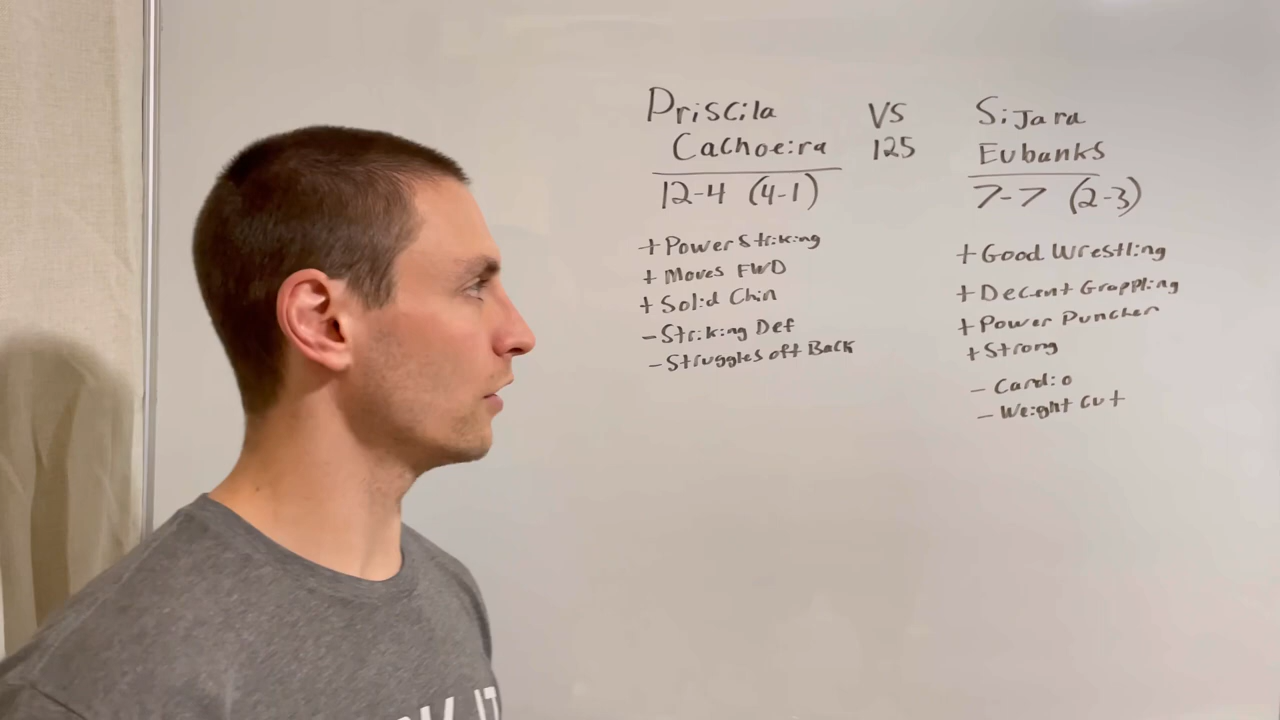 Priscila
Cachoeira
12-4 (4-1)
+ Power Striking
+ Moves FWD
+ Solid Chin
- Striking Def
- Struggles off Back
VS
125
Sijara
Eubanks
7-7 (2-3)
+ Good Wrestling
+ Decent Grappling
+ Power Puncher
+ Strong
- Cardio
- Weight Cut